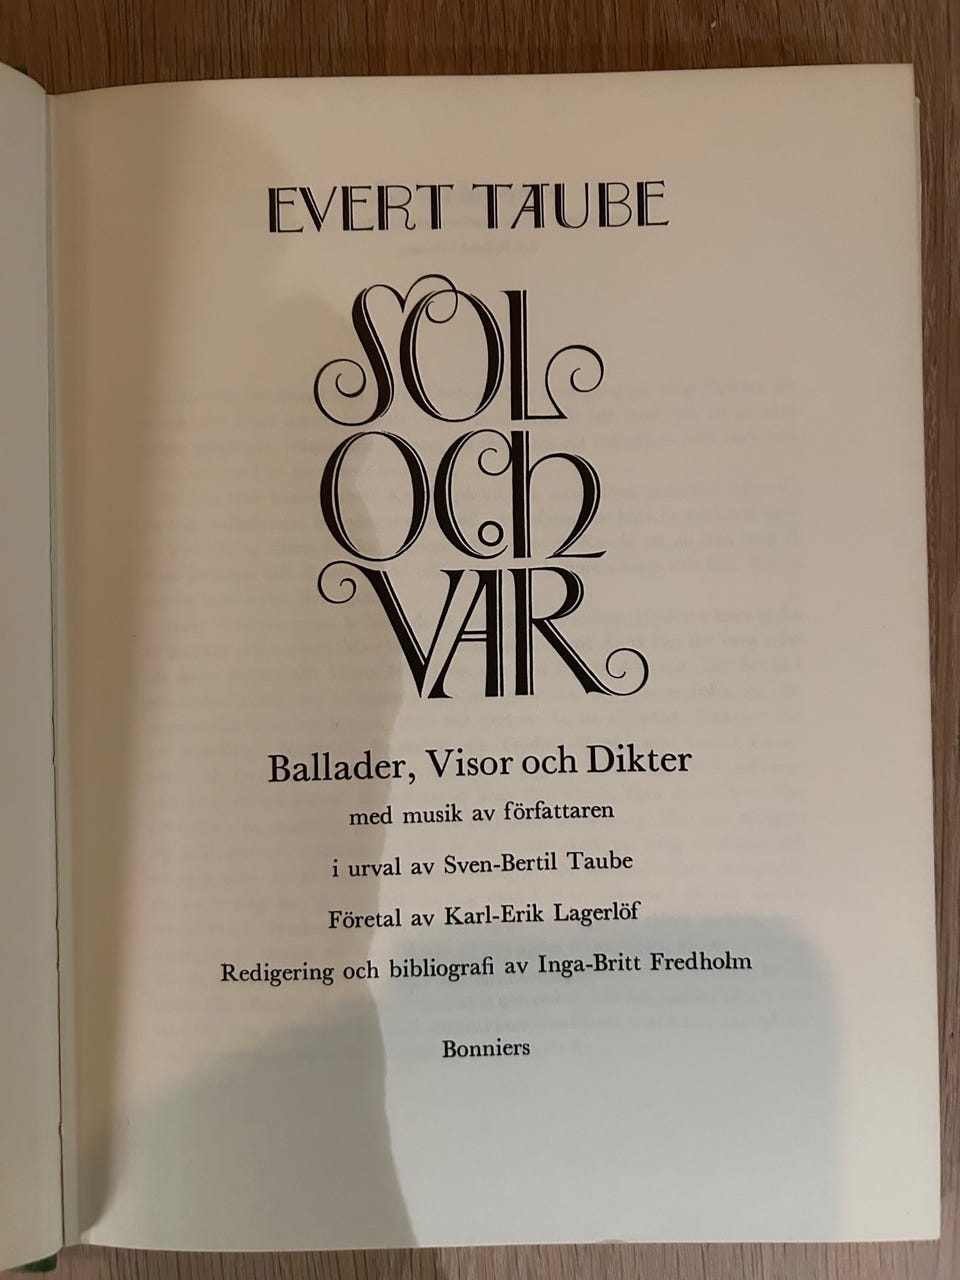 EVERT TAUBE
SOL
OCH
VAR
Ballader, Visor och Dikter
med musik av författaren
i urval av Sven-Bertil Taube
Företal av Karl-Erik Lagerlöf
Redigering och bibliografi av Inga-Britt Fredholm
Bonniers